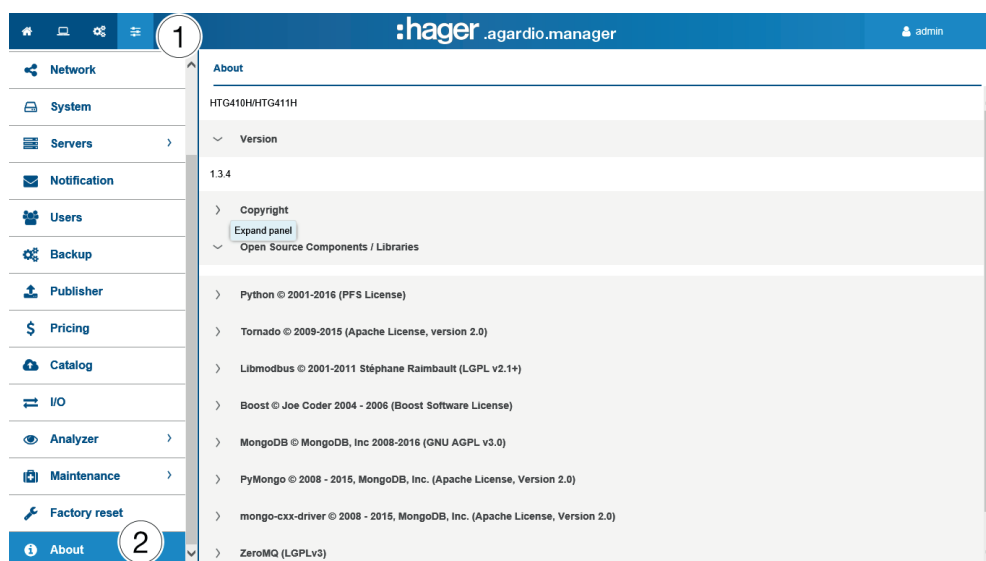 1
:hager .agardio.manager
admin
Network
System
Servers
Notification
Users
Backup
Publisher
Pricing
Catalog
I/O
Analyzer
Maintenance
Factory reset
About
2
About
HTG410H/HTG411H
Version
1.3.4
Copyright
Expand panel
Open Source Components / Libraries
Python © 2001-2016 (PFS License)
Tornado © 2009-2015 (Apache License, version 2.0)
Libmodbus © 2001-2011 Stéphane Raimbault (LGPL v2.1+)
Boost © Joe Coder 2004 - 2006 (Boost Software License)
MongoDB © MongoDB, Inc 2008-2016 (GNU AGPL v3.0)
PyMongo © 2008 - 2015, MongoDB, Inc. (Apache License, Version 2.0)
mongo-cxx-driver © 2008 - 2015, MongoDB, Inc. (Apache License, Version 2.0)
ZeroMQ (LGPLv3)